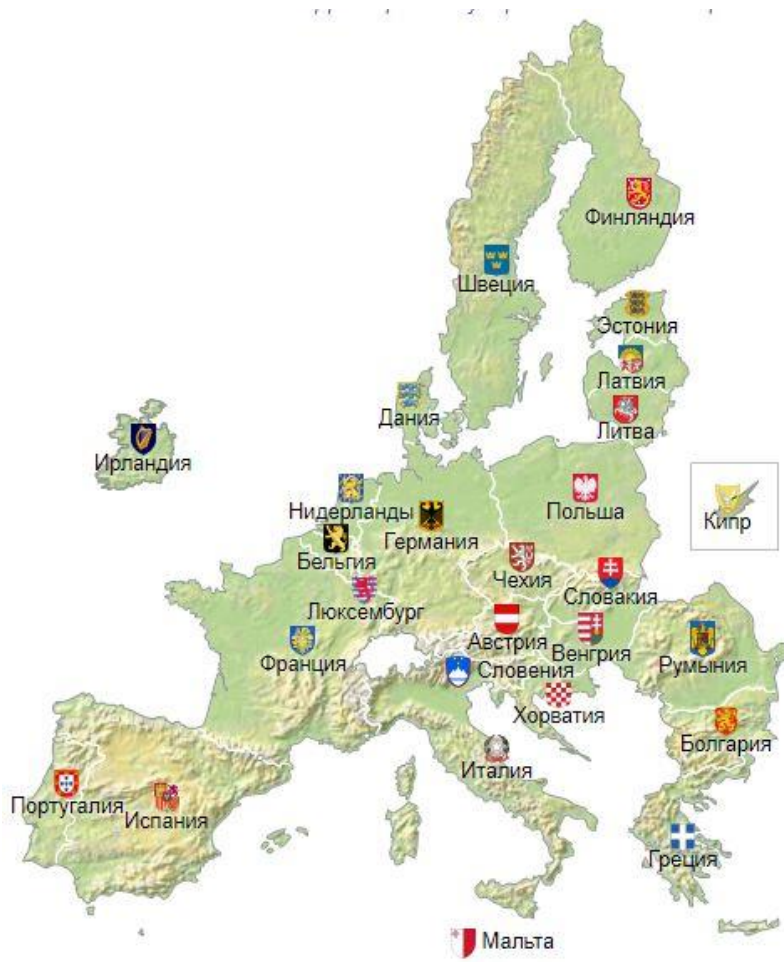 Финляндия
Швеция
Эстония
Латвия
Дания
Литва
Ирландия
Нидерланды
Польша
Кипр
Германия
Бельгия
Чехия
Словакия
Люксембург
Австрия
Венгрия
Франция
Словения
Румыния
Хорватия
Болгария
Италия
Португалия
Испания
Греция
Мальта